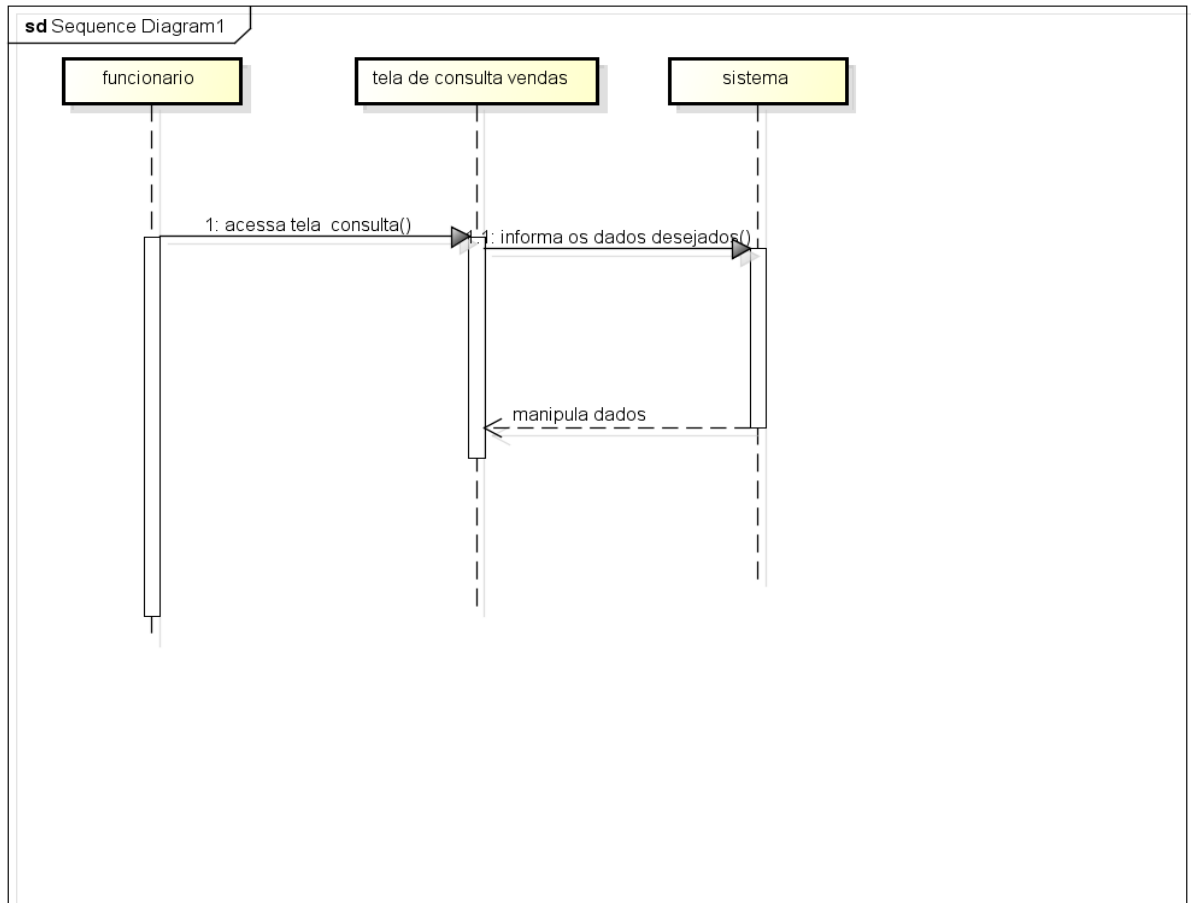 sd Sequence Diagram1
funcionario
tela de consulta vendas
sistema
1: acessa tela consulta()
1.1: informa os dados desejados()
manipula dados